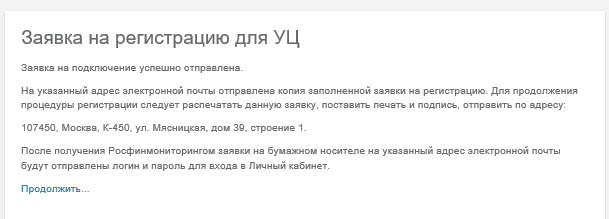 Заявка на регистрацию для УЦ
Заявка на подключение успешно отправлена.
На указанный адрес электронной почты отправлена копия заполненной заявки на регистрацию. Для продолжения
процедуры регистрации следует распечатать данную заявку, поставить печать и подпись, отправить по адресу:
107450, Москва, К-450, ул. Мясницкая, дом 39, строение 1.
После получения Росфинмониторингом заявки на бумажном носителе на указанный адрес электронной почты
будут отправлены логин и пароль для входа в Личный кабинет.
Продолжить...